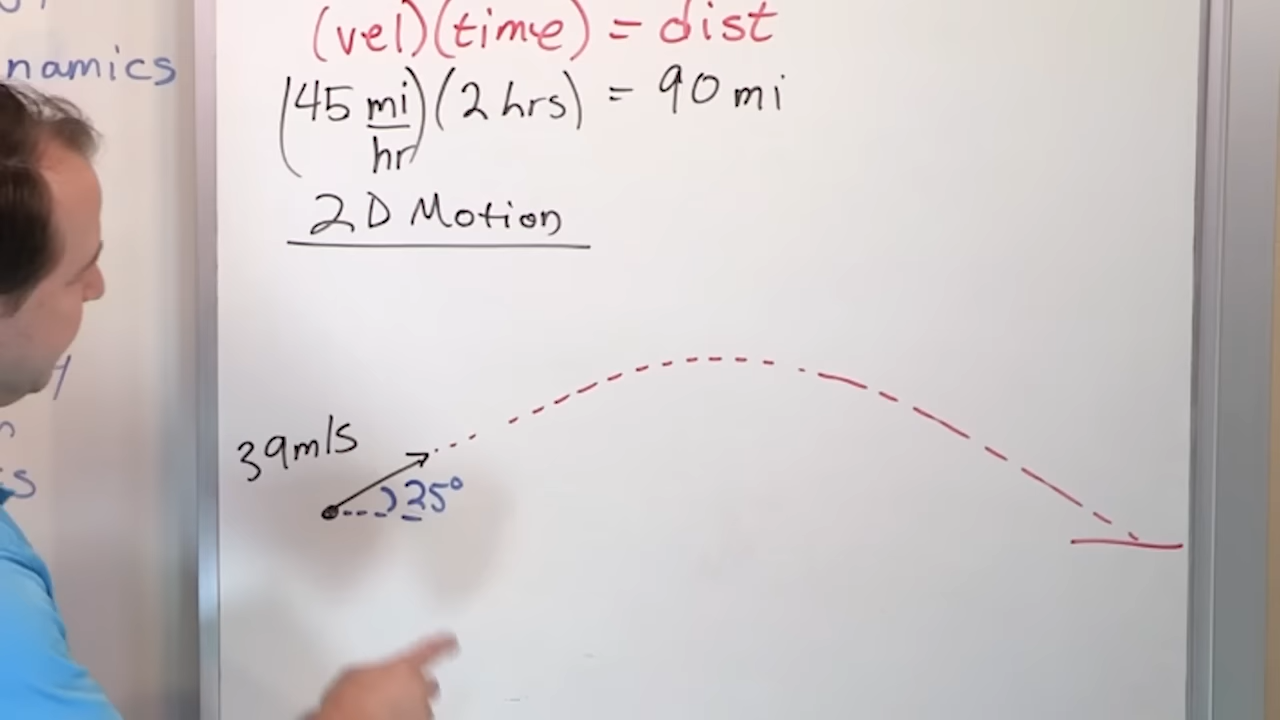 (vel)(time) = dist
namics
(45 mi/hr)(2 hrs) = 90 mi
2D Motion
39m/s
25°